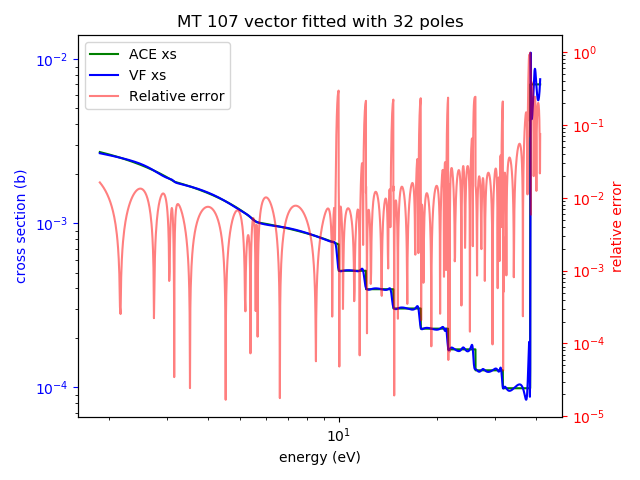 MT 107 vector fitted with 32 poles
ACE xs
VF xs
Relative error
10⁻²
10⁻³
10⁻⁴
cross section (b)
10⁰
10⁻¹
10⁻²
10⁻³
10⁻⁴
10⁻⁵
relative error
10¹
energy (eV)